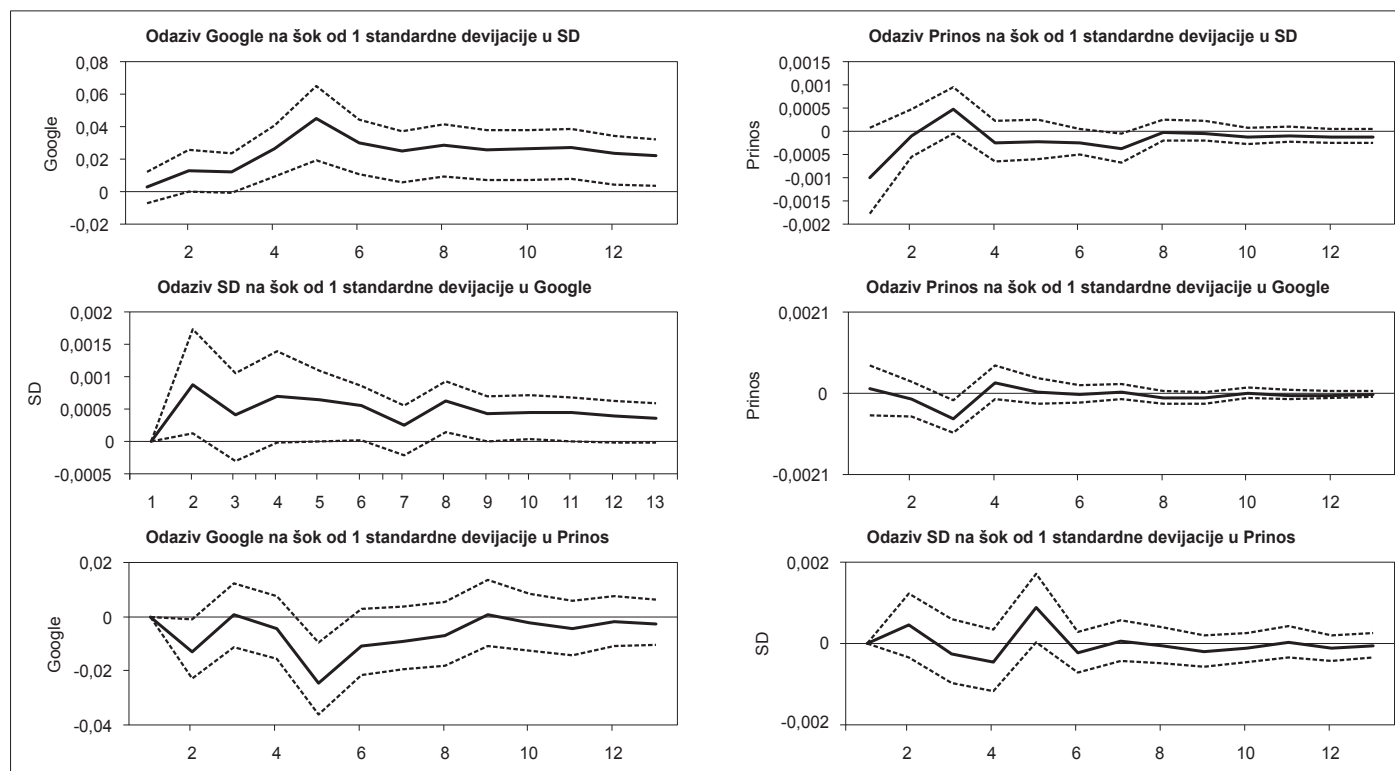 Odaziv Google na šok od 1 standardne devijacije u SD
0,08
0,06
0,04
0,02
0
-0,02
Google
2 4 6 8 10 12
Odaziv Prinos na šok od 1 standardne devijacije u SD
0,0015
0,001
0,0005
0
-0,0005
-0,001
-0,0015
-0,002
Prinos
2 4 6 8 10 12
Odaziv SD na šok od 1 standardne devijacije u Google
0,002
0,0015
0,001
0,0005
0
-0,0005
SD
1 2 3 4 5 6 7 8 9 10 11 12 13
Odaziv Prinos na šok od 1 standardne devijacije u Google
0,0021
0
-0,0021
Prinos
2 4 6 8 10 12
Odaziv Google na šok od 1 standardne devijacije u Prinos
0,02
0
-0,02
-0,04
Google
2 4 6 8 10 12
Odaziv SD na šok od 1 standardne devijacije u Prinos
0,002
0
-0,002
SD
2 4 6 8 10 12